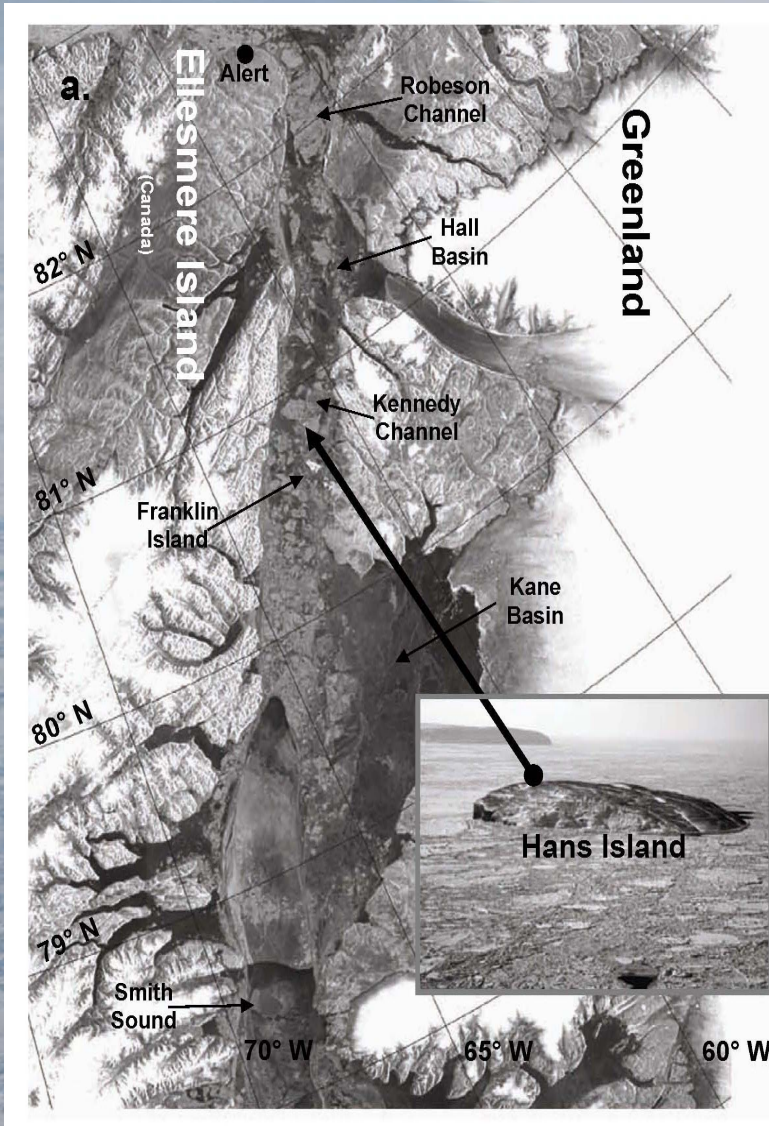 a.
Alert
Ellesmere Island
(Canada)
Robeson
Channel
Greenland
Hall
Basin
82° N
Kennedy
Channel
81° N
Franklin
Island
Kane
Basin
80° N
Hans Island
79° N
Smith
Sound
70° W
65° W
60° W